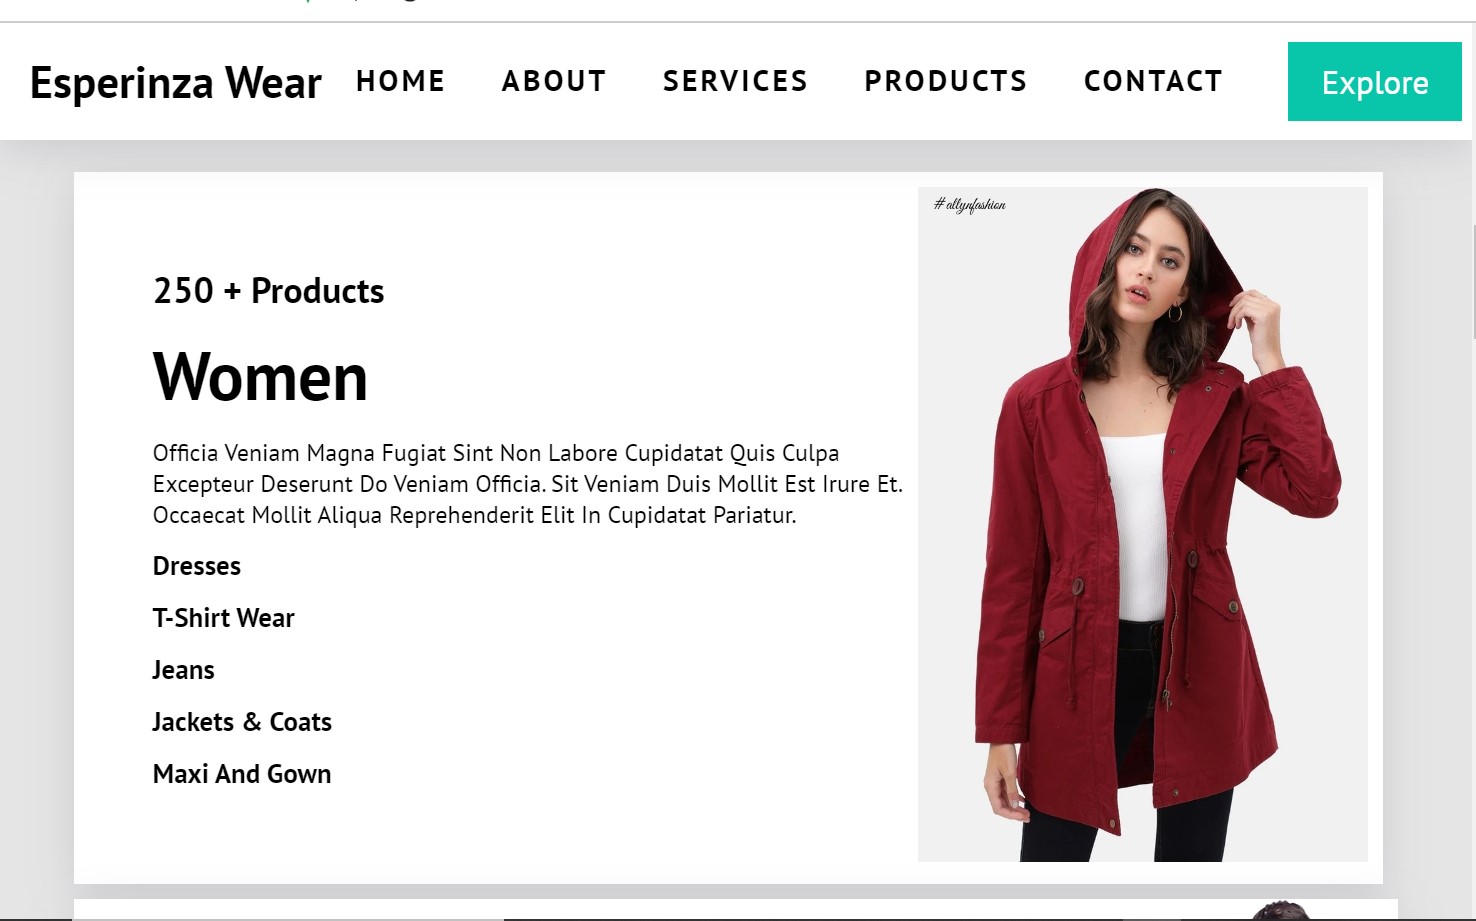 Esperinza Wear
HOME
ABOUT
SERVICES
PRODUCTS
CONTACT
Explore
#allynfashion
250 + Products
Women
Officia Veniam Magna Fugiat Sint Non Labore Cupidatat Quis Culpa
Excepteur Deserunt Do Veniam Officia. Sit Veniam Duis Mollit Est Irure Et.
Occaecat Mollit Aliqua Reprehenderit Elit In Cupidatat Pariatur.
Dresses
T-Shirt Wear
Jeans
Jackets & Coats
Maxi And Gown